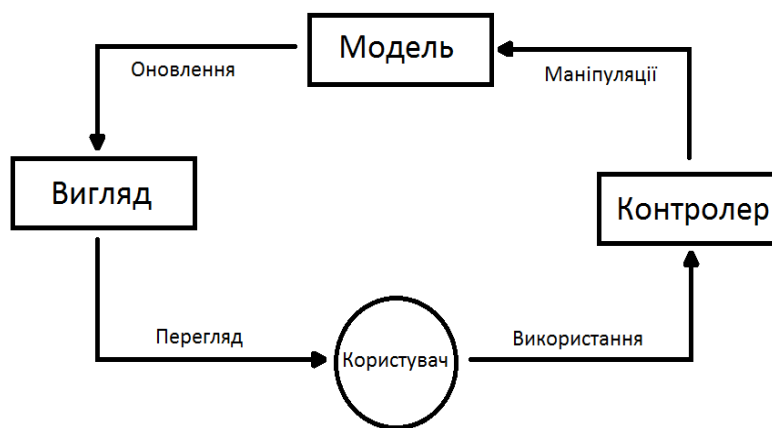 Модель
Оновлення
Маніпуляції
Вигляд
Контролер
Перегляд
Користувач
Використання